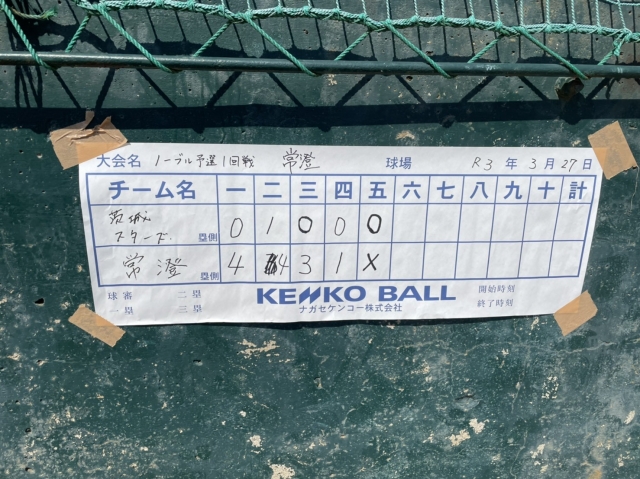 大会名 ノーブル予選1回戦 常澄 球場 R3年3月27日
チーム名 一 二 三 四 五 六 七 八 九 十 計
茨城
スターズ 塁側 0 1 0 0 0
常澄 塁側 4 4 3 1 X
球審 二塁 KENKO BALL 開始時刻
一塁 三塁 ナガセケンコー株式会社 終了時刻